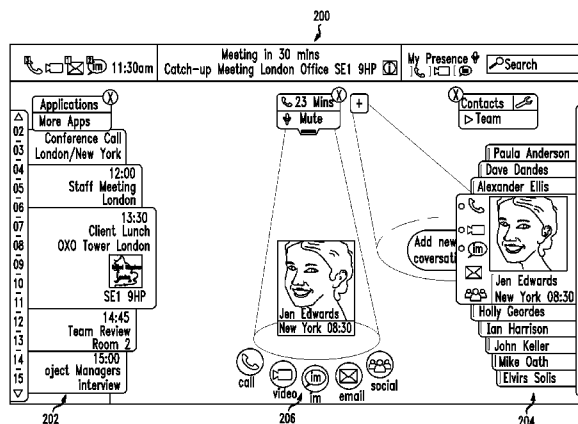 200
11:30am
Meeting in 30 mins
Catch-up Meeting London Office SE1 9HP
My Presence
im
Search
Applications
More Apps
X
02
03
04
05
06
07
08
09
10
11
12
13
14
15
Conference Call
London/New York
12:00
Staff Meeting
London
13:30
Client Lunch
OXO Tower London
SE1 9HP
14:45
Team Review
Room 2
15:00
oject Managers
interview
202
X
23 Mins
Mute
+
Jen Edwards
New York 08:30
call
video
im
im
email
social
206
X
Contacts
Team
Paula Anderson
Dave Dandes
Alexander Ellis
Add new
coversatio
im
Jen Edwards
New York 08:30
Holly Geordes
Ian Harrison
John Keller
Mike Oath
Elvirs Solis
204